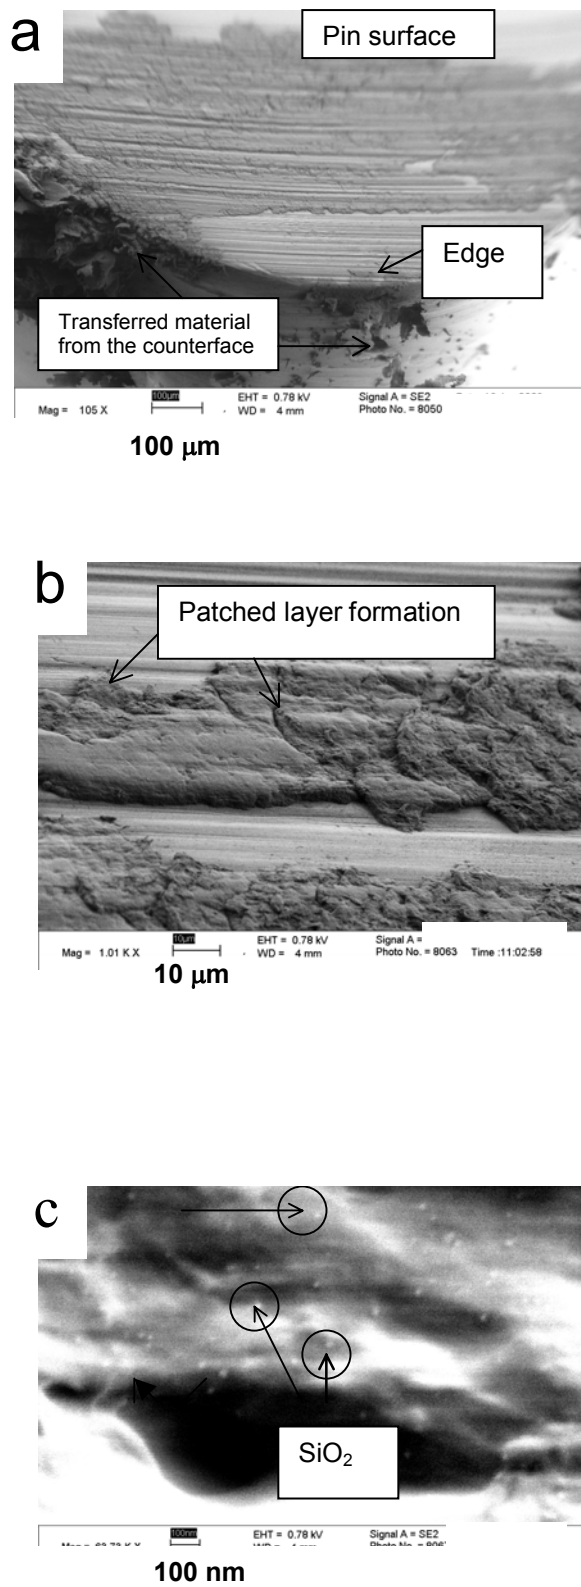 a
Pin surface
Edge
Transferred material
from the counterface
100µm
Mag = 105 X
EHT = 0.78 kV
WD = 4 mm
Signal A = SE2
Photo No. = 8050
100 µm
b
Patched layer formation
10µm
Mag = 1.01 K X
EHT = 0.78 kV
WD = 4 mm
Signal A =
Photo No. = 8063 Time :11:02:58
10 µm
c
SiO₂
100nm
EHT = 0.78 kV
WD = 4 mm
Signal A = SE2
100 nm